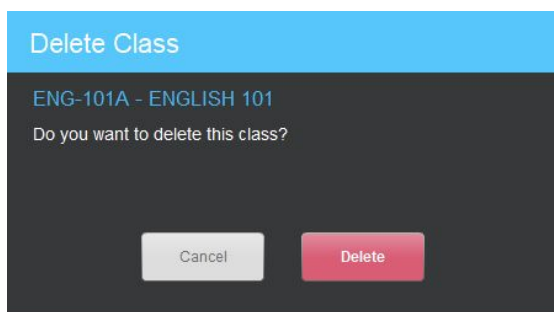 Delete Class
ENG-101A - ENGLISH 101
Do you want to delete this class?
Cancel
Delete